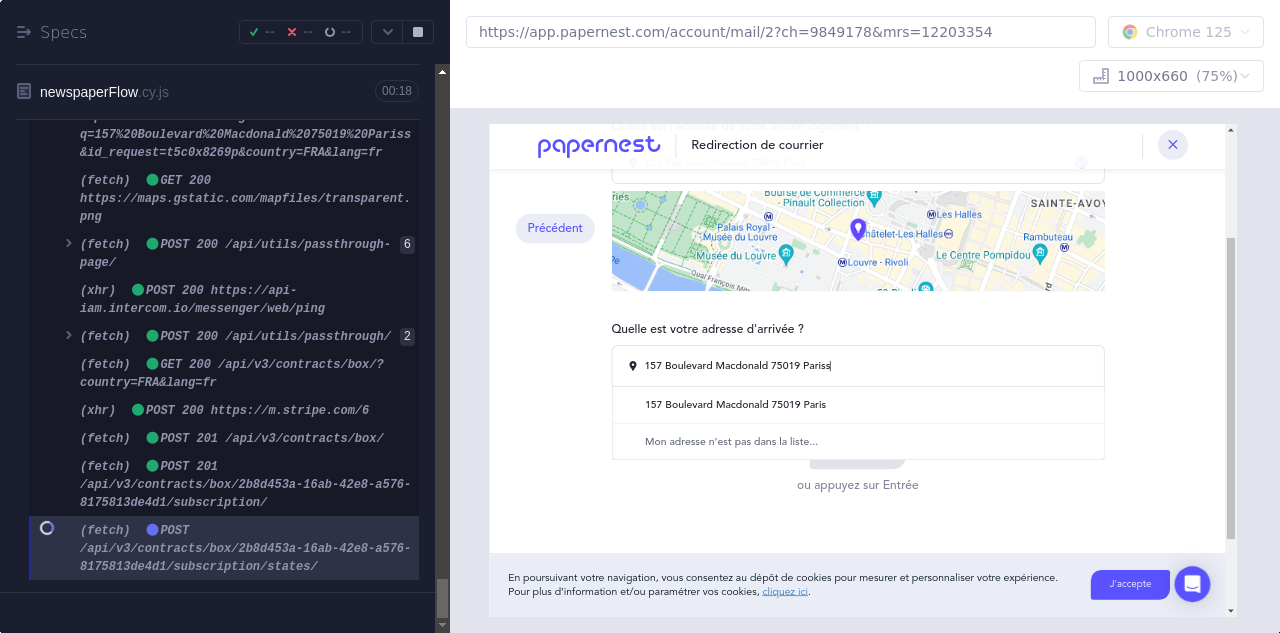 Specs
--
--
--
https://app.papernest.com/account/mail/2?ch=9849178&mrs=12203354
Chrome 125
1000x660 (75%)
newspaperFlow.cy.js
00:18
q=157%20Boulevard%20Macdonald%2075019%20Pariss
&id_request=t5c0x8269p&country=FRA&lang=fr
(fetch) GET 200
https://maps.gstatic.com/mapfiles/transparent.
png
(fetch) POST 200 /api/utils/passthrough-
page/
6
(xhr) POST 200 https://api-
iam.intercom.io/messenger/web/ping
(fetch) POST 200 /api/utils/passthrough/
2
(fetch) GET 200 /api/v3/contracts/box/?
country=FRA&lang=fr
(xhr) POST 200 https://m.stripe.com/6
(fetch) POST 201 /api/v3/contracts/box/
(fetch) POST 201
/api/v3/contracts/box/2b8d453a-16ab-42e8-a576-
8175813de4d1/subscription/
(fetch) POST
/api/v3/contracts/box/2b8d453a-16ab-42e8-a576-
8175813de4d1/subscription/states/
papernest
Redirection de courrier
Précédent
ries
Bourse de Commerce -
- Pinault Collection
SAINTE-AVOY
Les Halles
Palais Royal -
Musée du Louvre
Châtelet-Les Halles
Rambuteau
Musée du Louvre
Louvre - Rivoli
Le Centre Pompidou
Quai François Mitt
Quelle est votre adresse d'arrivée ?
157 Boulevard Macdonald 75019 Pariss
157 Boulevard Macdonald 75019 Paris
Mon adresse n'est pas dans la liste...
ou appuyez sur Entrée
En poursuivant votre navigation, vous consentez au dépôt de cookies pour mesurer et personnaliser votre expérience.
Pour plus d'information et/ou paramétrer vos cookies, cliquez ici.
J'accepte